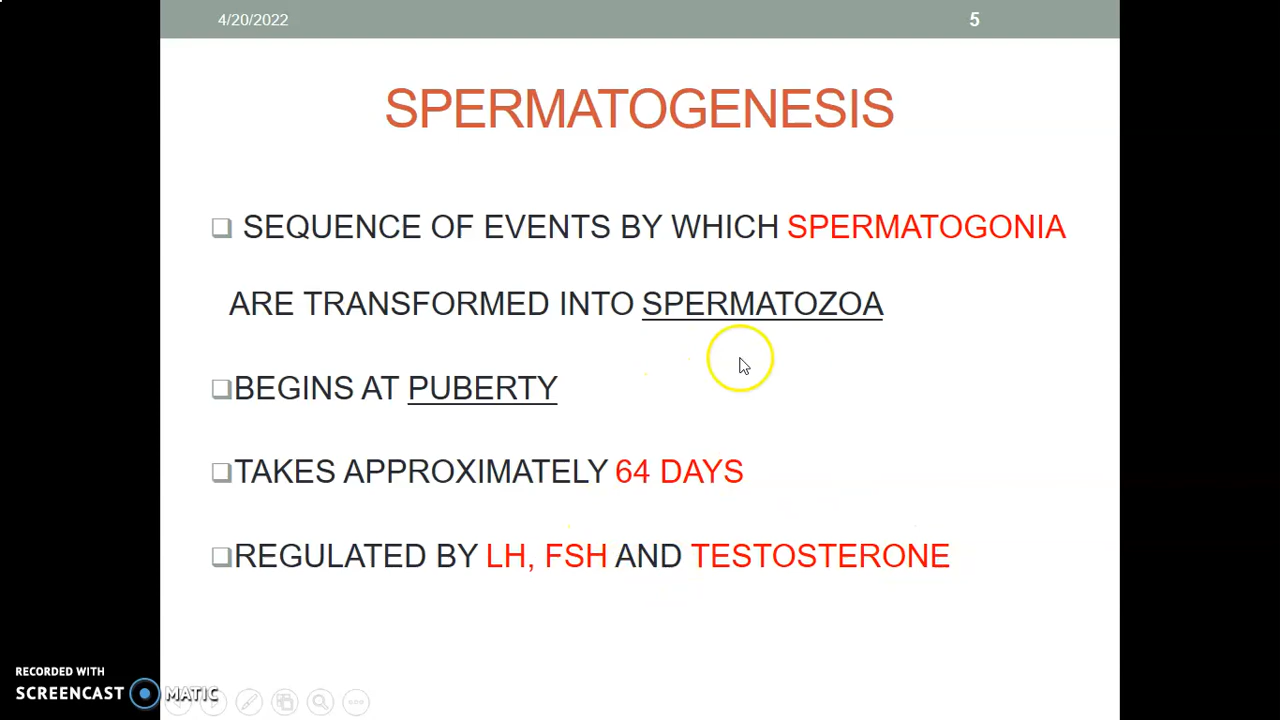 4/20/2022 5
SPERMATOGENESIS
SEQUENCE OF EVENTS BY WHICH SPERMATOGONIA
ARE TRANSFORMED INTO SPERMATOZOA
BEGINS AT PUBERTY
TAKES APPROXIMATELY 64 DAYS
REGULATED BY LH, FSH AND TESTOSTERONE
RECORDED WITH
SCREENCAST MATIC